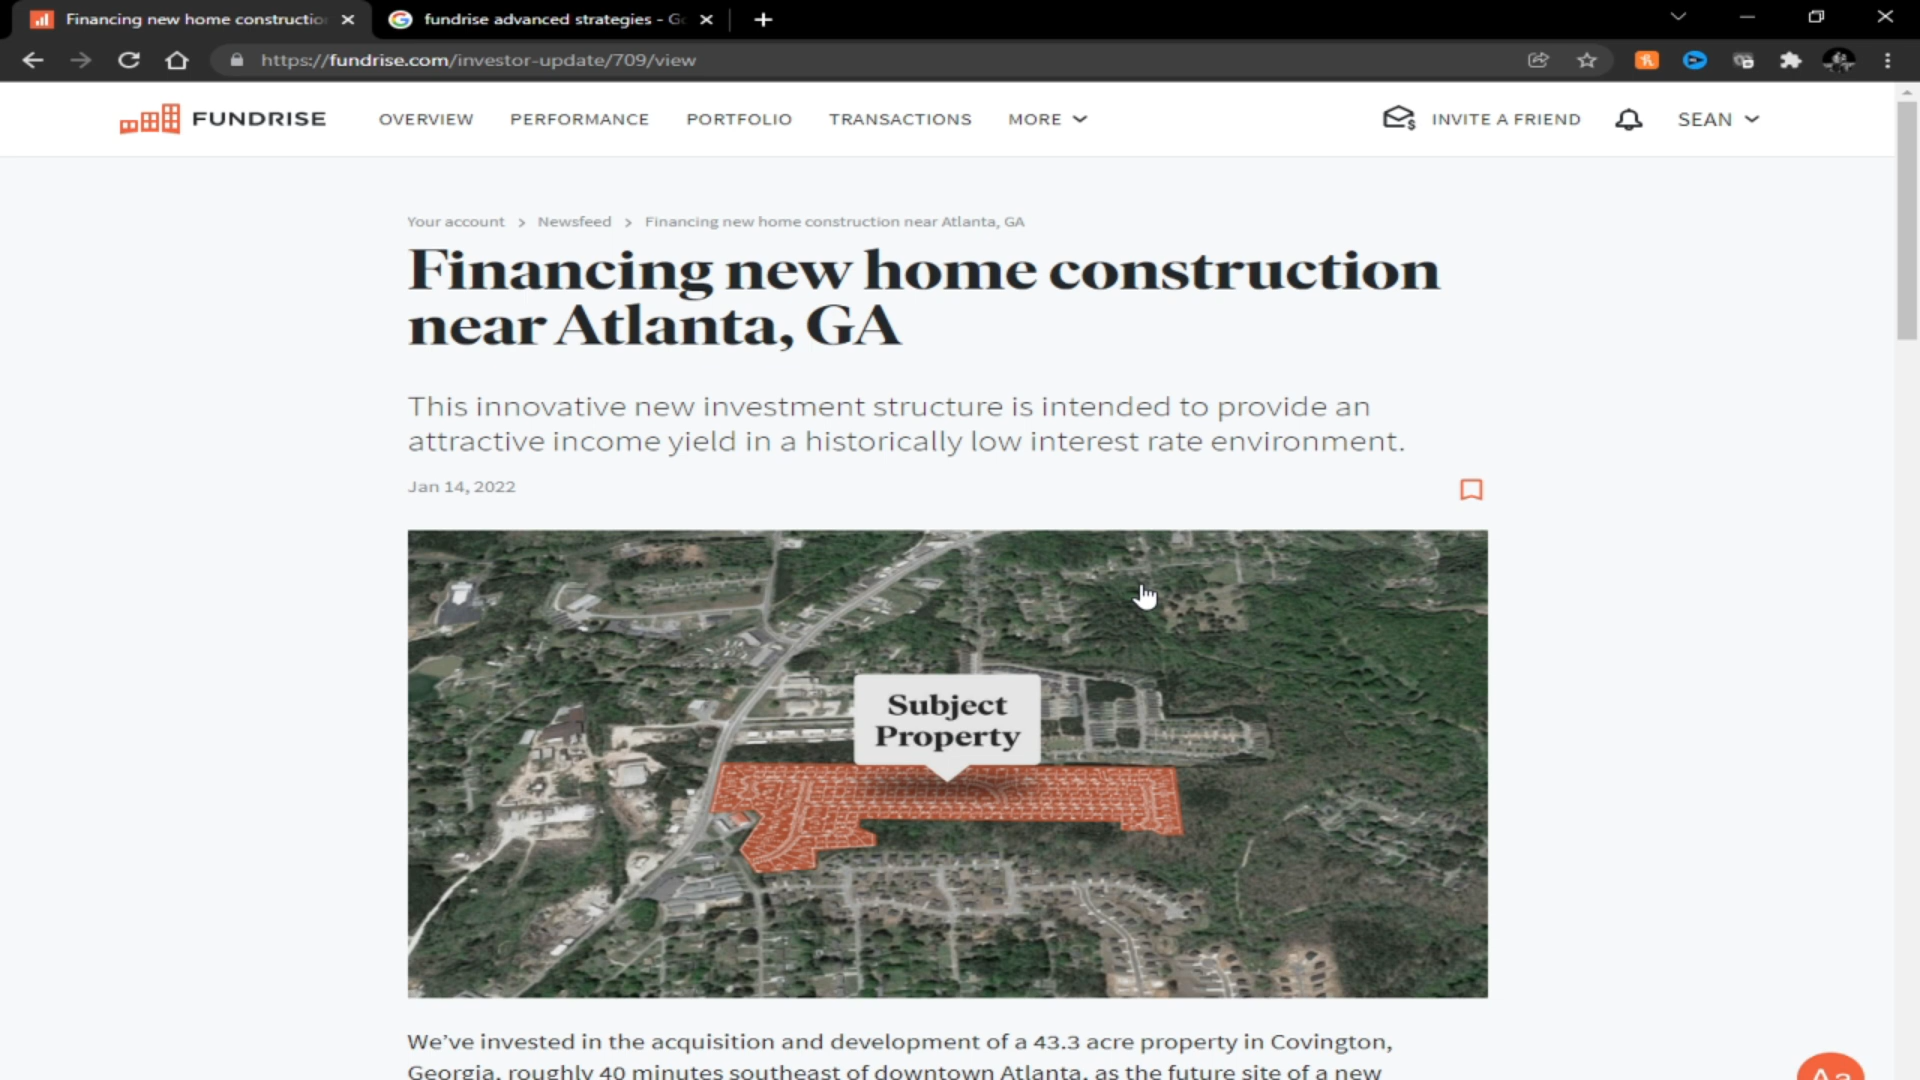 Financing new home constructio
fundrise advanced strategies - G
https://fundrise.com/investor-update/709/view
FUNDRISE
OVERVIEW
PERFORMANCE
PORTFOLIO
TRANSACTIONS
MORE
INVITE A FRIEND
SEAN
Your account > Newsfeed > Financing new home construction near Atlanta, GA
Financing new home construction
near Atlanta, GA
This innovative new investment structure is intended to provide an
attractive income yield in a historically low interest rate environment.
Jan 14, 2022
Subject
Property
We've invested in the acquisition and development of a 43.3 acre property in Covington,
Georgia, roughly 40 minutes southeast of downtown Atlanta, as the future site of a new
Aa